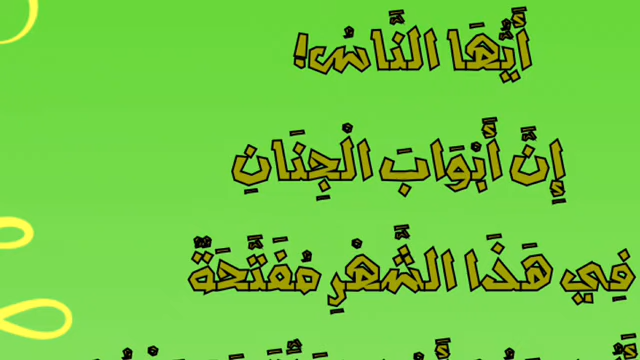 أَيُّهَا النَّاسُ!
إِنَّ أَبْوَابَ الْجِنَانِ
فِي هَذَا الشَّهْرِ مُفَتَّحَةٌ